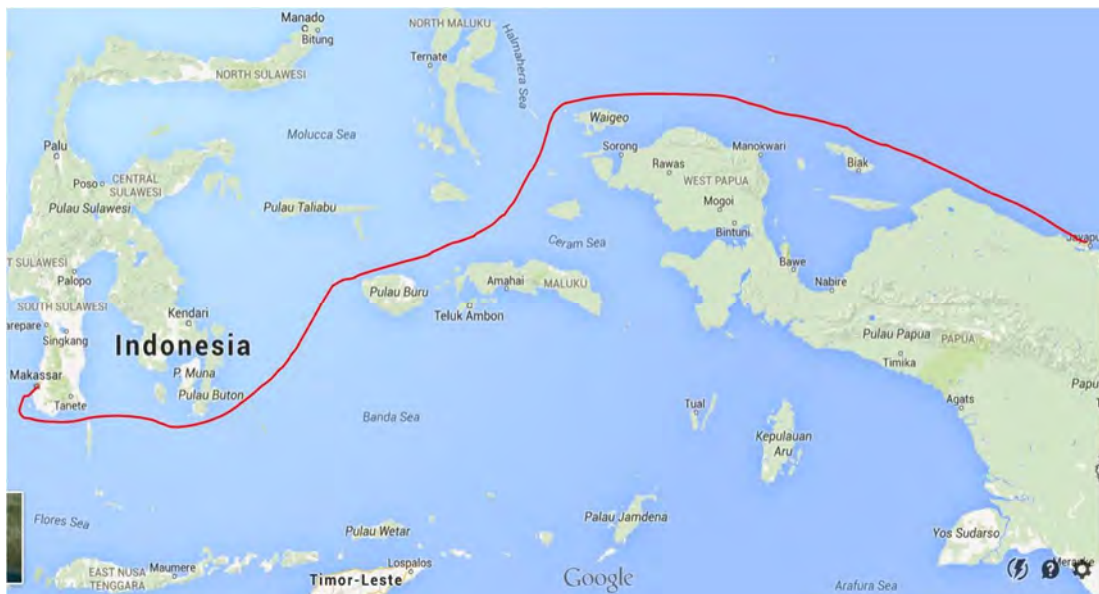 Manado
Bitung
NORTH SULAWESI
NORTH MALUKU
Ternate
Halmahera Sea
Molucca Sea
Waigeo
Sorong
Rawas
Manokwari
WEST PAPUA
Biak
Mogoi
Bintuni
Palu
Poso
CENTRAL
SULAWESI
Pulau Sulawesi
Pulau Taliabu
Ceram Sea
ST SULAWESI
Palopo
SOUTH SULAWESI
arepare
Singkang
Kendari
Indonesia
Makassar
P. Muna
Tanete
Pulau Buton
Pulau Buru
Amahai
MALUKU
Teluk Ambon
Bawe
Nabire
Pulau Papua
PAPUA
Timika
Papu
Agats
Banda Sea
Tual
Kepulauan
Aru
Flores Sea
Pulau Wetar
Palau Jamdena
Yos Sudarso
EAST NUSA
TENGGARA
Maumere
Lospalos
Timor-Leste
Google
Arafura Sea